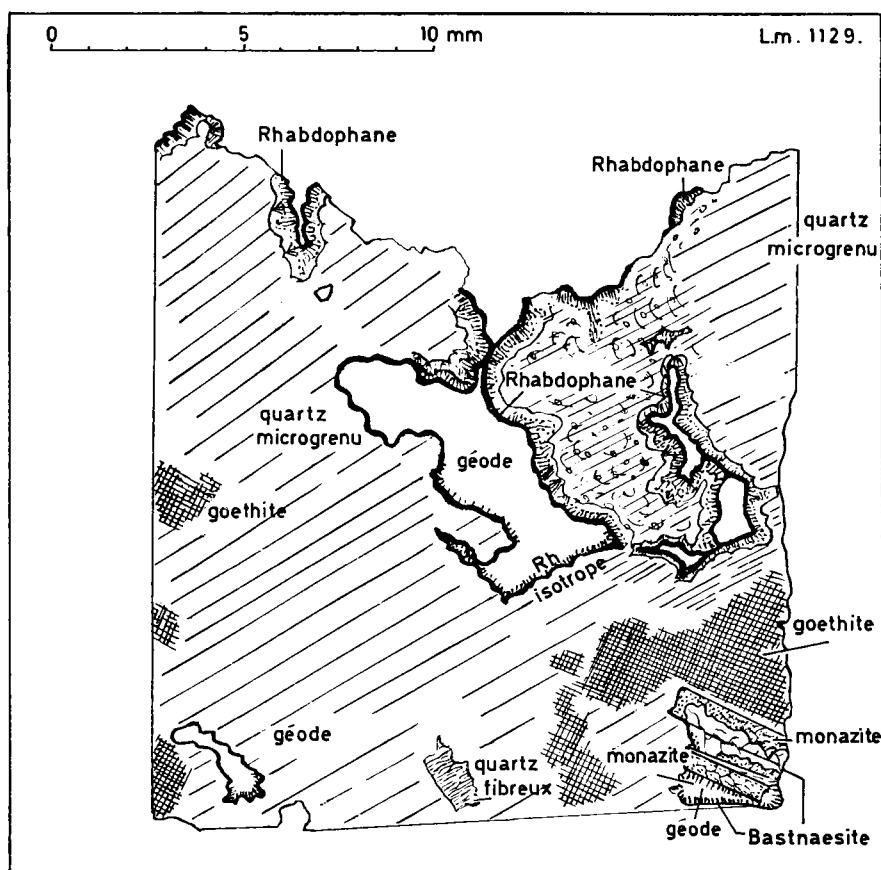 0 5 10 mm
L.m. 1129.
Rhabdophane
Rhabdophane
quartz
microgrenu
Rhabdophane
quartz
microgrenu
géode
goethite
Rh
isotrope
goethite
géode
monazite
monazite
quartz
fibreux
géode
Bastnaesite